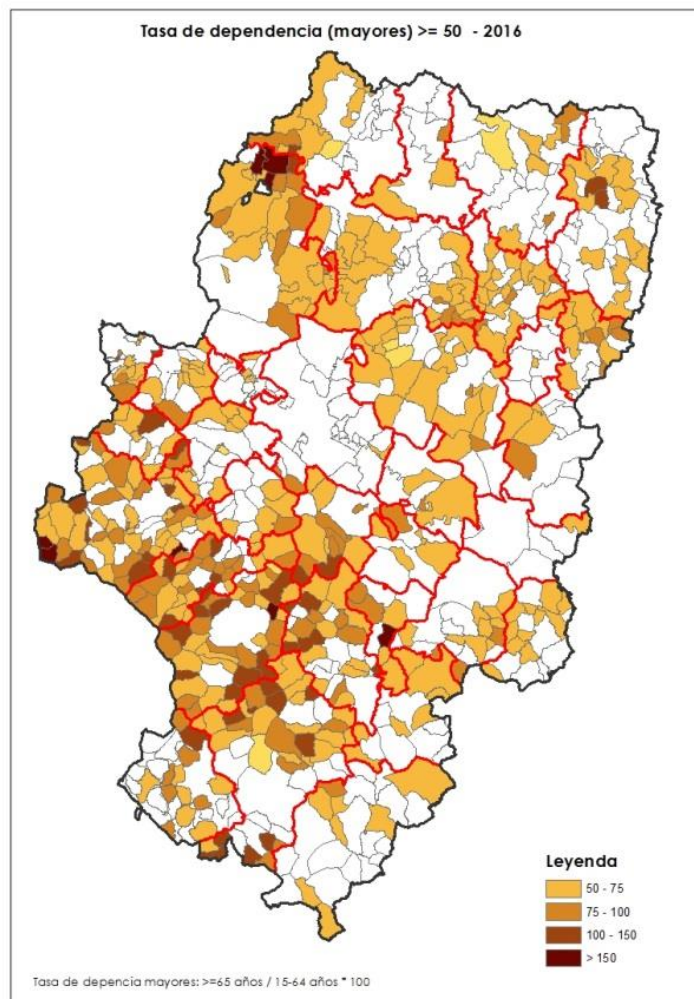 Tasa de dependencia (mayores) >= 50 - 2016
Leyenda
50 - 75
75 - 100
100 - 150
> 150
Tasa de depencia mayores: >=65 años / 15-64 años * 100